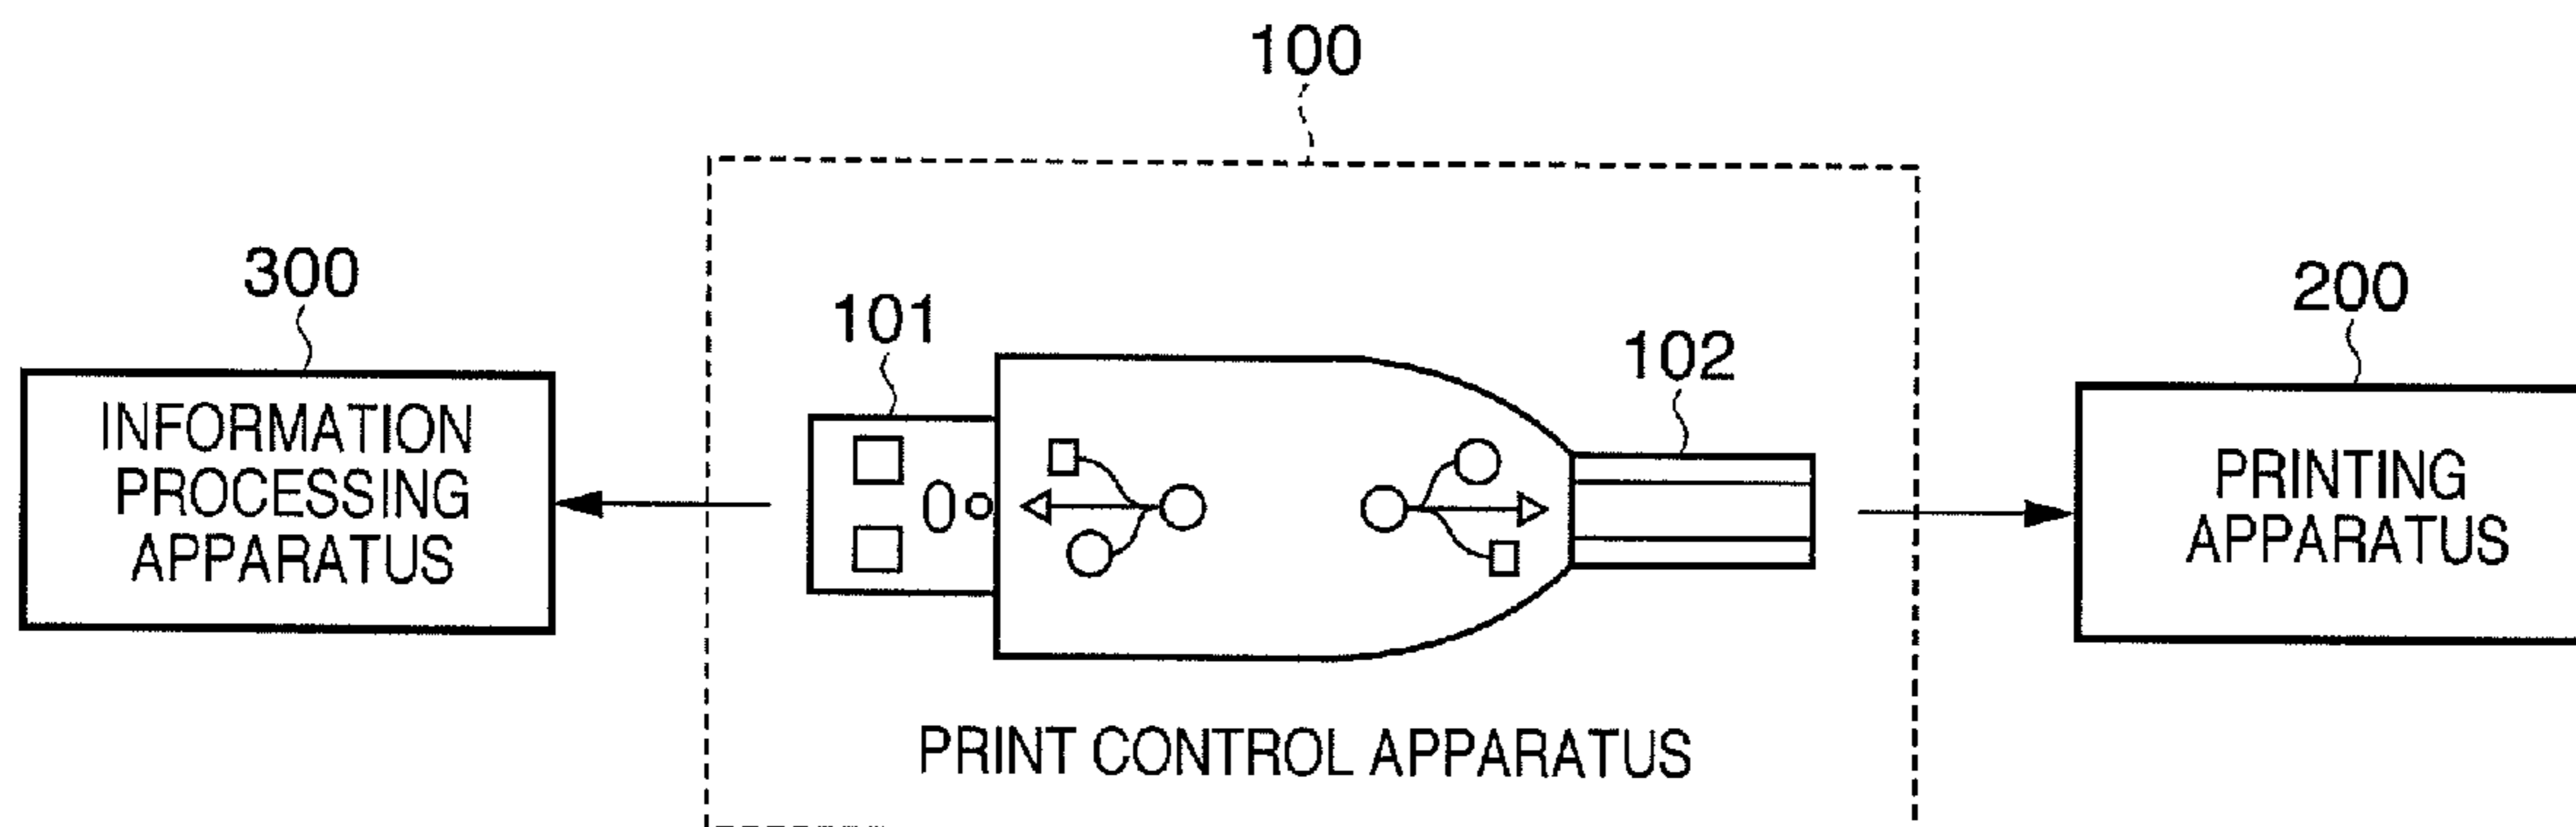 100
300
101
102
200
INFORMATION
PROCESSING
APPARATUS
PRINTING
APPARATUS
PRINT CONTROL APPARATUS